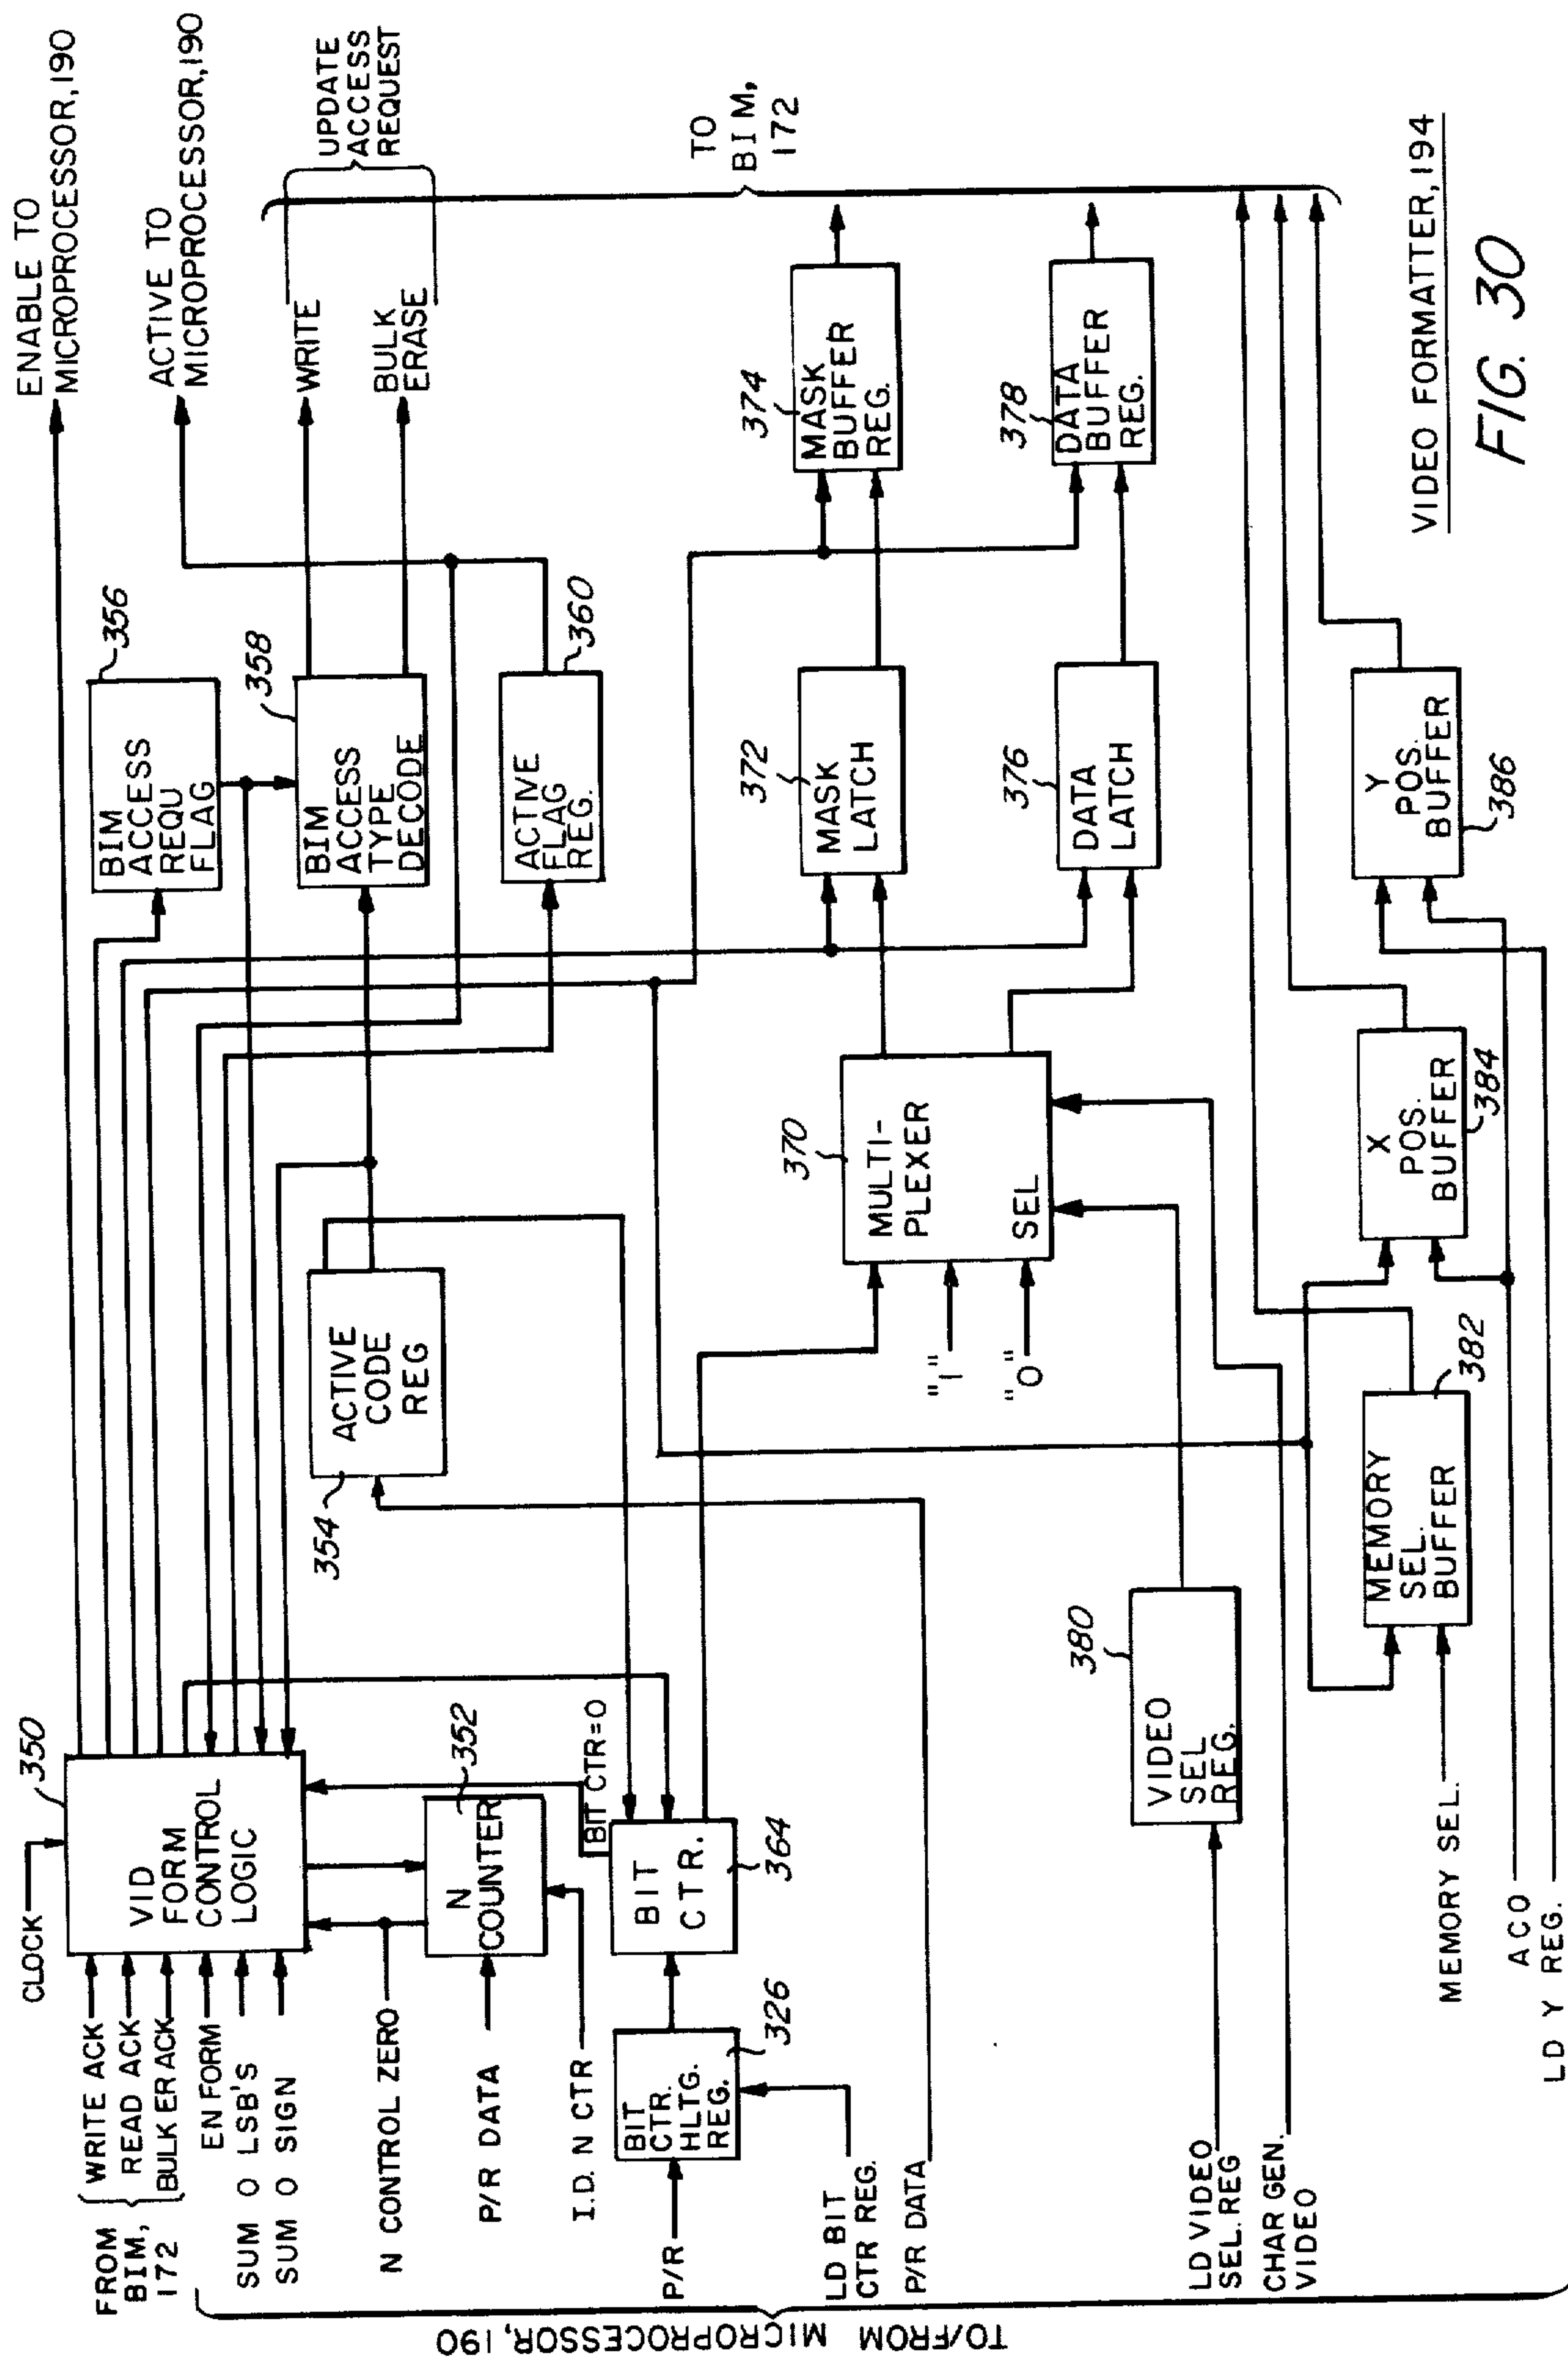 ENABLE TO
MICROPROCESSOR,190
ACTIVE TO
MICROPROCESSOR,190
UPDATE
ACCESS
REQUEST
WRITE
BULK
ERASE
TO
BIM,
172
CLOCK
350
VID
FORM
CONTROL
LOGIC
FROM
BIM,
172
WRITE ACK
READ ACK
BULK ER ACK
EN FORM
SUM O LSB'S
SUM O SIGN
N CONTROL ZERO
P/R DATA
I.D. N CTR
P/R
LD BIT
CTR REG.
P/R DATA
LD VIDEO
SEL. REG
CHAR GEN.
VIDEO
MEMORY SEL.
ACO
LD Y REG.
TO/FROM MICROPROCESSOR, 190
352
N
COUNTER
BIT CTR=0
BIT
CTR.
364
BIT
CTR.
HLTG.
REG.
326
354
ACTIVE
CODE
REG
356
BIM
ACCESS
REQU
FLAG
358
BIM
ACCESS
TYPE
DECODE
360
ACTIVE
FLAG
REG.
370
MULTI-
PLEXER
SEL
"1"
"0"
372
MASK
LATCH
374
MASK
BUFFER
REG.
376
DATA
LATCH
378
DATA
BUFFER
REG.
380
VIDEO
SEL
REG.
382
MEMORY
SEL.
BUFFER
384
X
POS.
BUFFER
386
Y
POS.
BUFFER
VIDEO FORMATTER, 194
FIG. 30